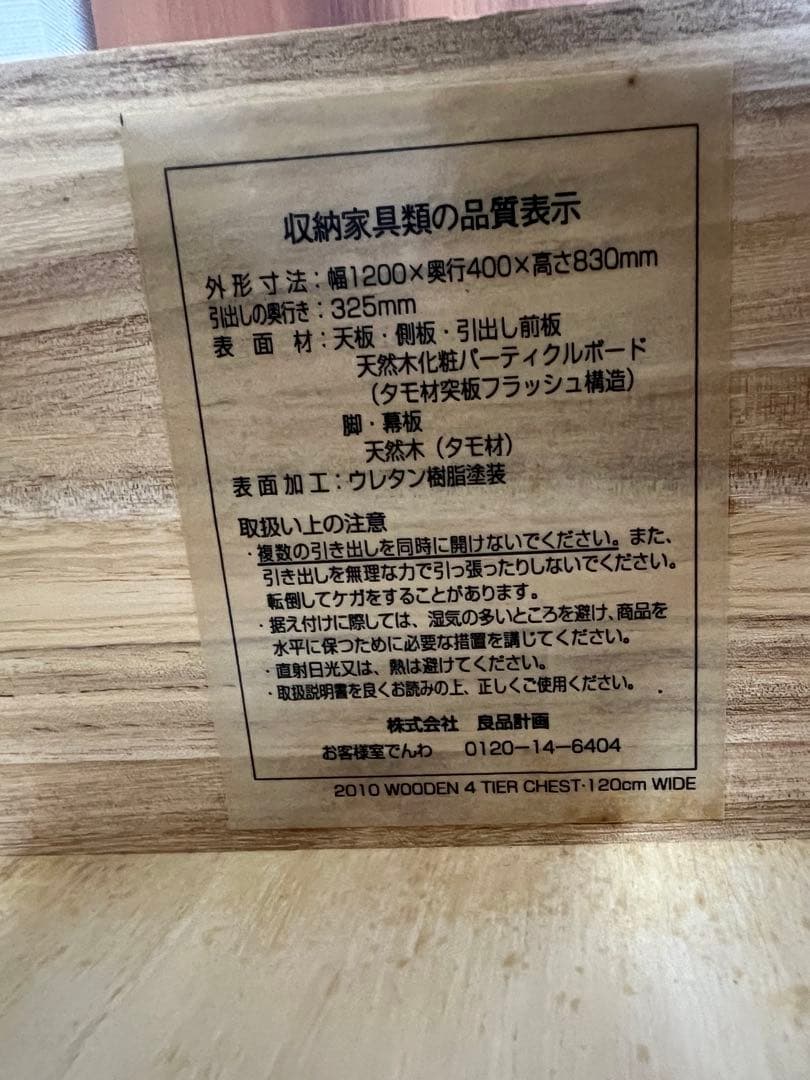 収納家具類の品質表示
外形寸法：幅1200×奥行400×高さ830mm
引出しの奥行き：325mm
表面材：天板・側板・引出し前板
天然木化粧パーティクルボード
（タモ材突板フラッシュ構造）
脚・幕板
天然木（タモ材）
表面加工：ウレタン樹脂塗装
取扱い上の注意
・複数の引き出しを同時に開けないでください。また、
引き出しを無理な力で引っ張ったりしないでください。
転倒してケガをすることがあります。
・据え付けに際しては、湿気の多いところを避け、商品を
水平に保つために必要な措置を講じてください。
・直射日光又は、熱は避けてください。
・取扱説明書を良くお読みの上、正しくご使用ください。
株式会社 良品計画
お客様室でんわ 0120-14-6404
2010 WOODEN 4 TIER CHEST・120cm WIDE